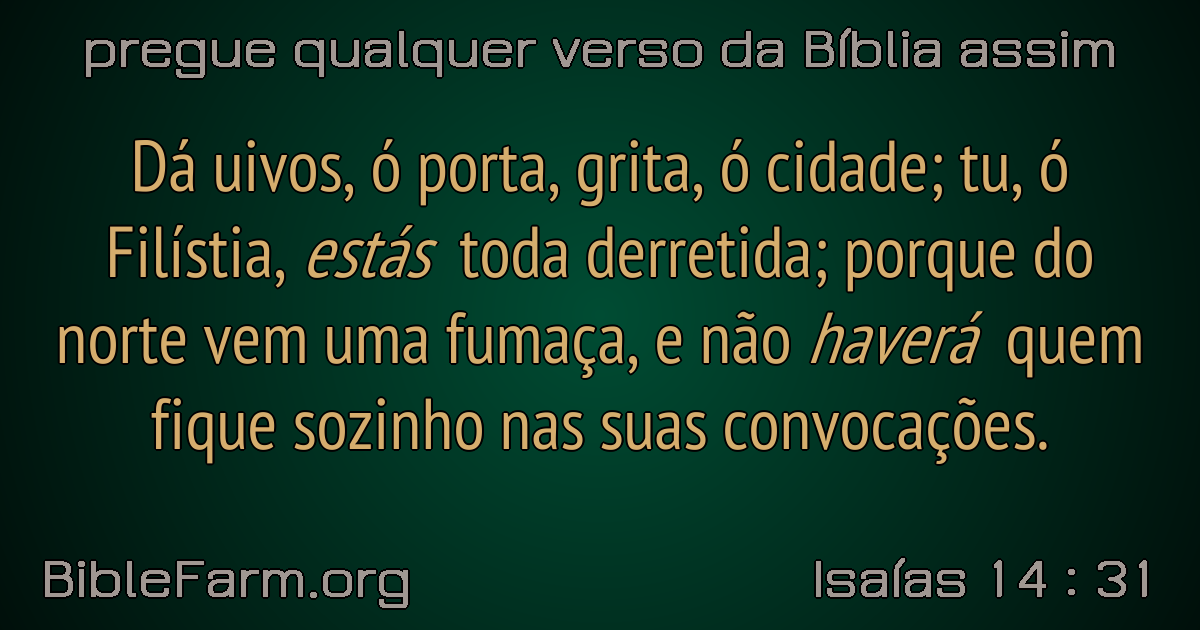 pregue qualquer verso da Bíblia assim
Dá uivos, ó porta, grita, ó cidade; tu, ó
Filístia, estás toda derretida; porque do
norte vem uma fumaça, e não haverá quem
fique sozinho nas suas convocações.
BibleFarm.org
Isaías 14 : 31